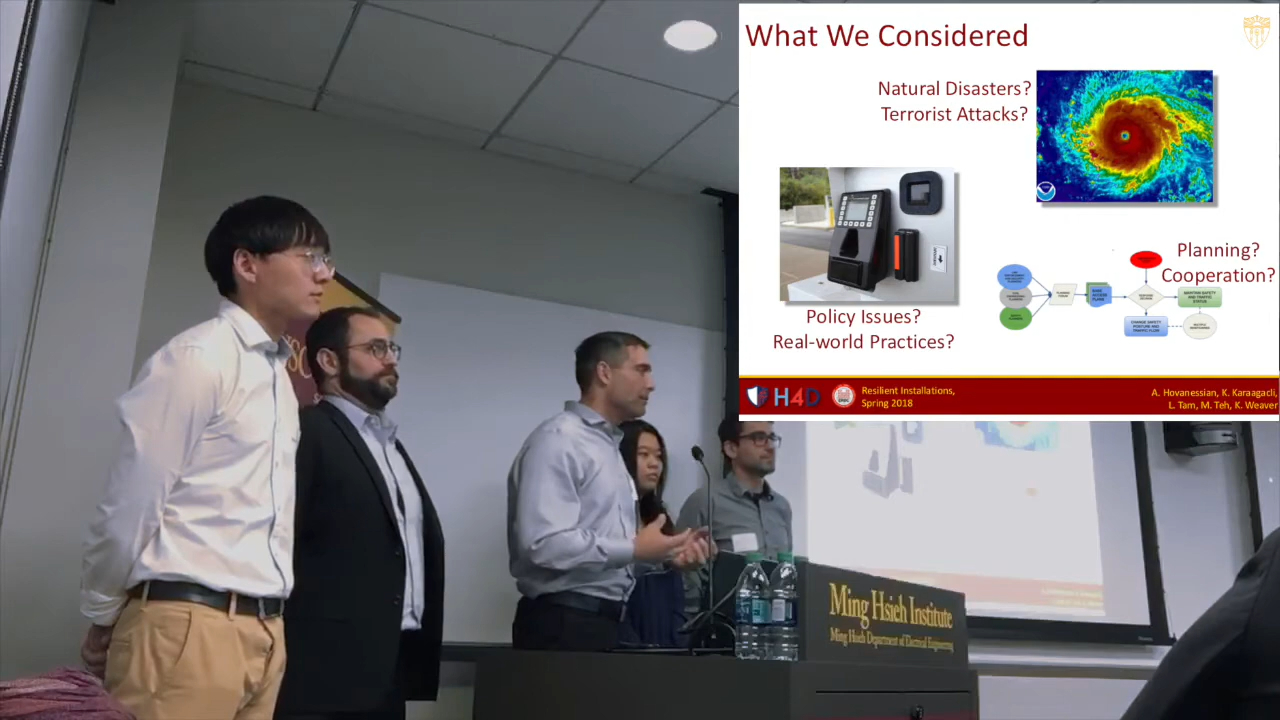 What We Considered
Natural Disasters?
Terrorist Attacks?
Policy Issues?
Real-world Practices?
Planning?
Cooperation?
H4D
Resilient Installations,
Spring 2018
A. Hovanessian, K. Karaagacli,
L. Tam, M. Teh, K. Weaver
Ming Hsieh Institute
Ming Hsieh Department of Electrical Engineering
SC